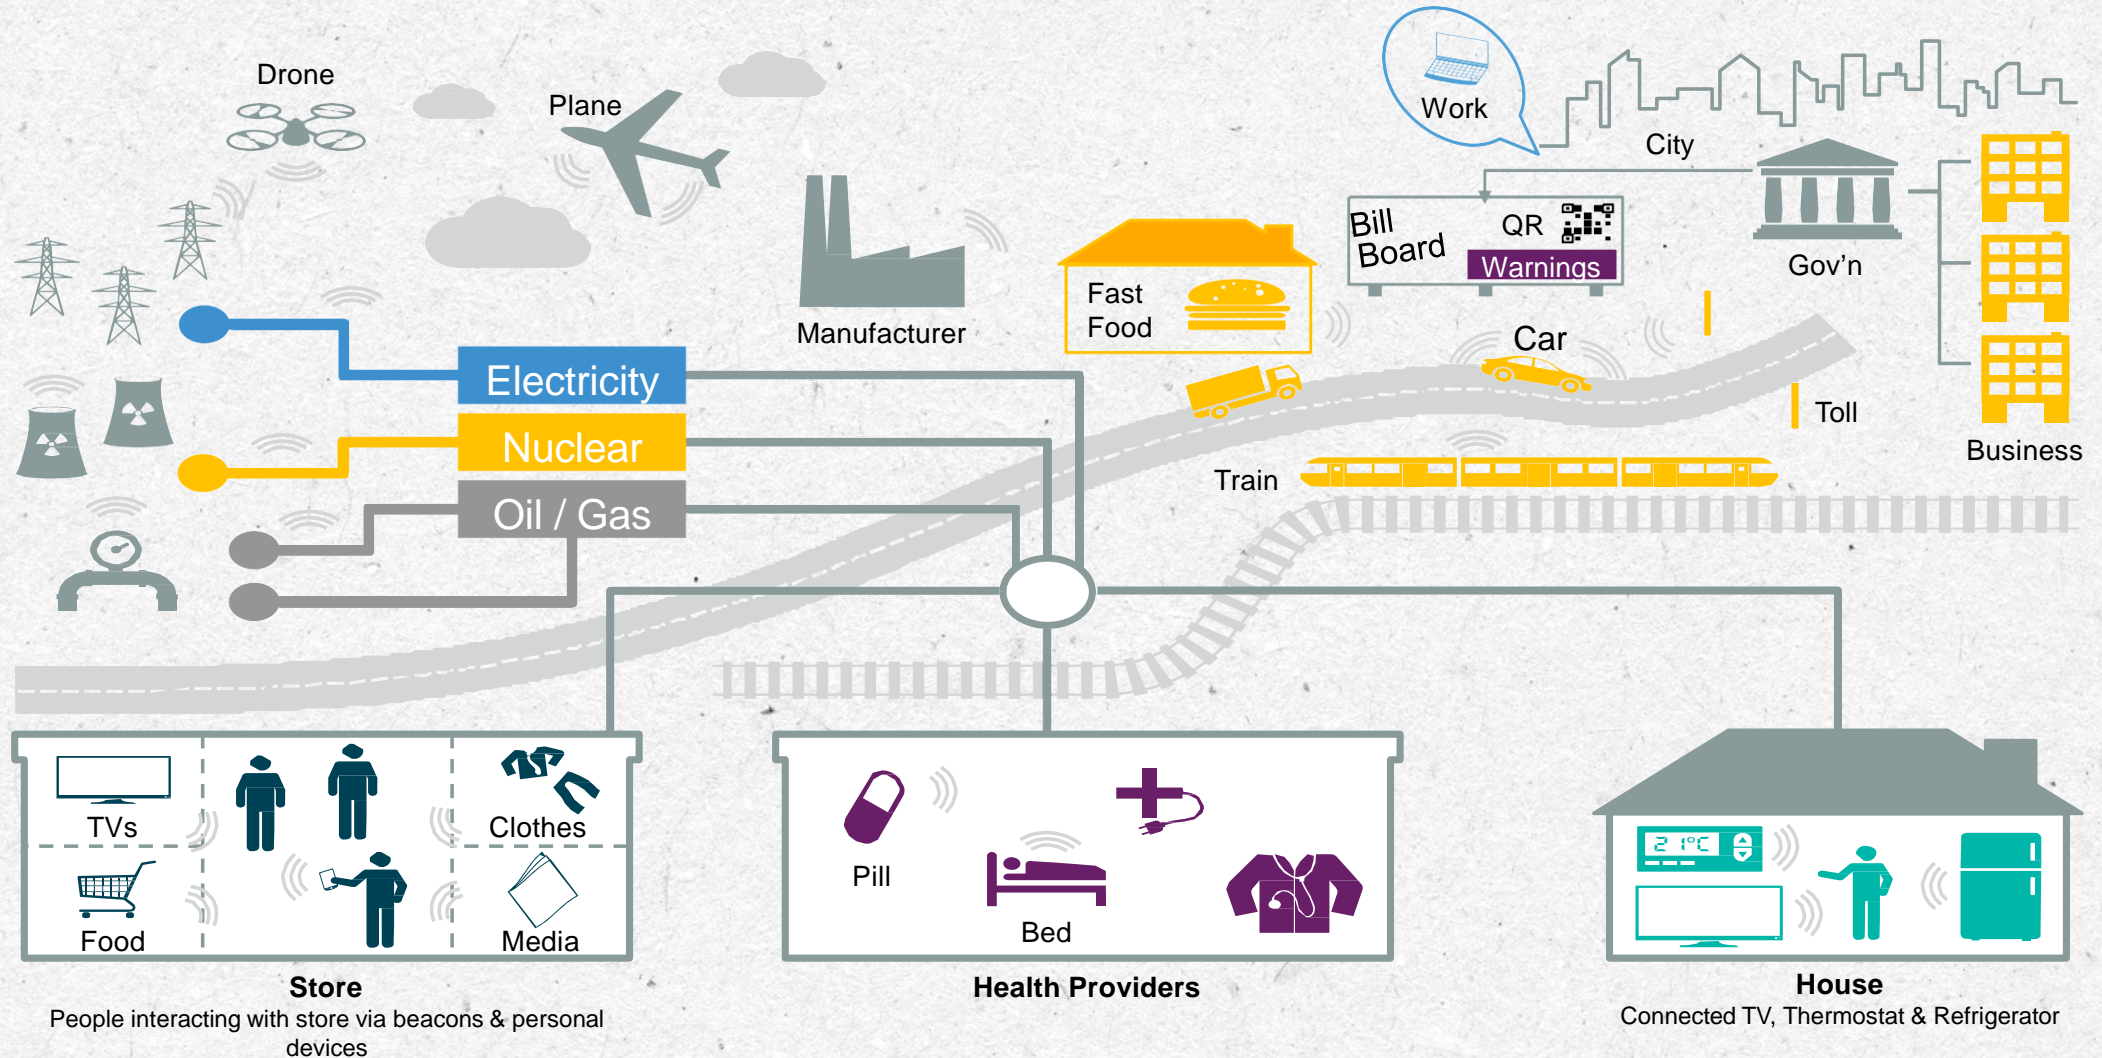 Drone
Plane
Work
City
Bill
Board
QR
Warnings
Gov'n
Manufacturer
Fast
Food
Car
Electricity
Nuclear
Oil / Gas
Toll
Business
Train
TVs
Clothes
Food
Media
Pill
Bed
21°C
Store
People interacting with store via beacons & personal
devices
Health Providers
House
Connected TV, Thermostat & Refrigerator